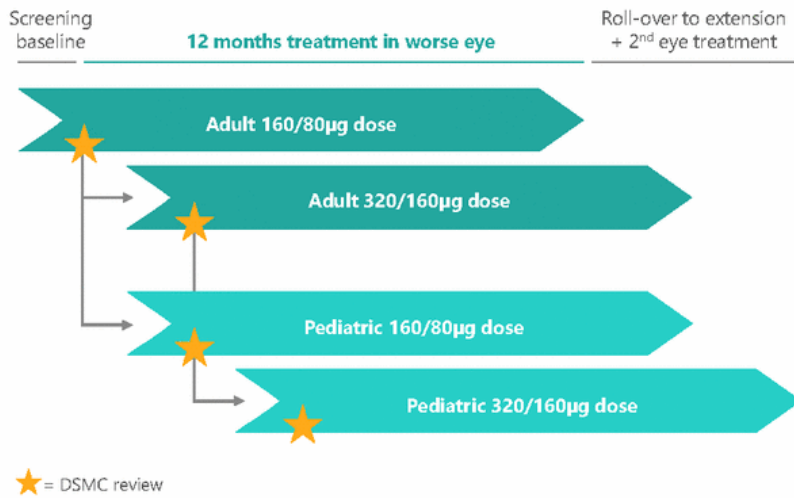 Screening
baseline
12 months treatment in worse eye
Roll-over to extension
+ 2nd eye treatment
Adult 160/80µg dose
Adult 320/160µg dose
Pediatric 160/80µg dose
Pediatric 320/160µg dose
= DSMC review